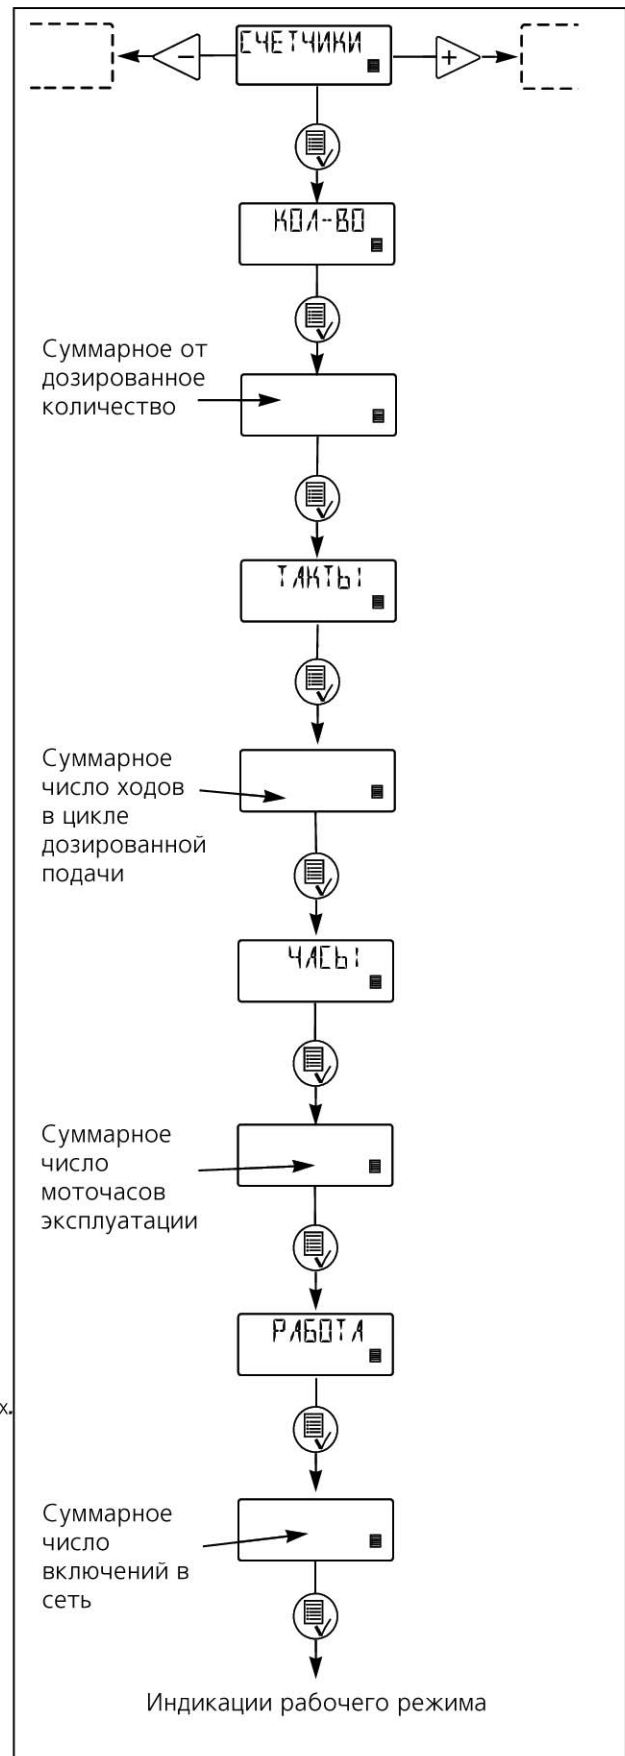 СЧЕТЧИКИ
-
+
КОЛ-ВО
Суммарное от
дозированное
количество
ТАКТЫ
Суммарное
число ходов
в цикле
дозированной
подачи
ЧАСЫ
Суммарное
число
моточасов
эксплуатации
РАБОТА
х.
Суммарное
число
включений в
сеть
Индикации рабочего режима